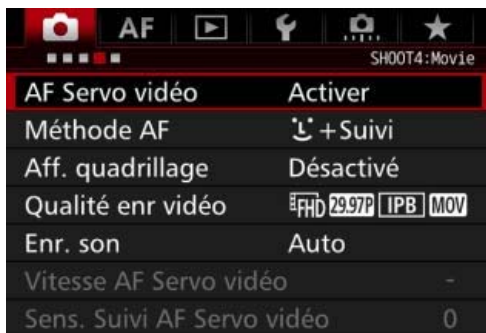 AF
SHOOT4:Movie
AF Servo vidéo Activer
Méthode AF +Suivi
Aff. quadrillage Désactivé
Qualité enr vidéo FHD 29.97P IPB MOV
Enr. son Auto
Vitesse AF Servo vidéo -
Sens. Suivi AF Servo vidéo 0